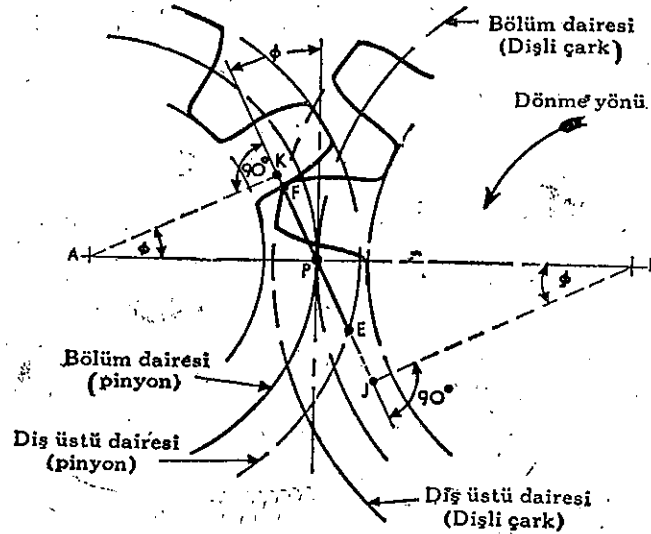 Bölüm dairesi
(Dişli çark)
Dönme yönü
ϕ
90°
K
F
A
ϕ
P
ϕ
E
J
90°
Bölüm dairesi
(pinyon)
Diş üstü dairesi
(pinyon)
Diş üstü dairesi
(Dişli çark)